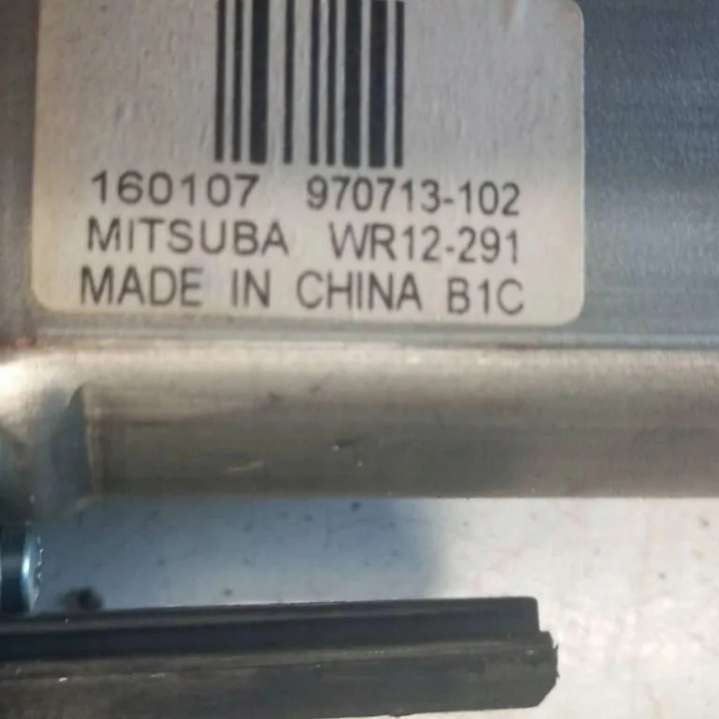 160107 970713-102
MITSUBA WR12-291
MADE IN CHINA B1C